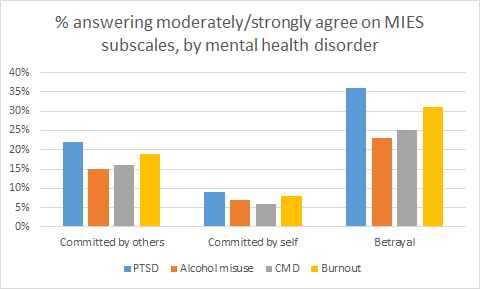 % answering moderately/strongly agree on MIES
subscales, by mental health disorder
40%
35%
30%
25%
20%
15%
10%
5%
0%
Committed by others Committed by self Betrayal
PTSD Alcohol misuse CMD Burnout